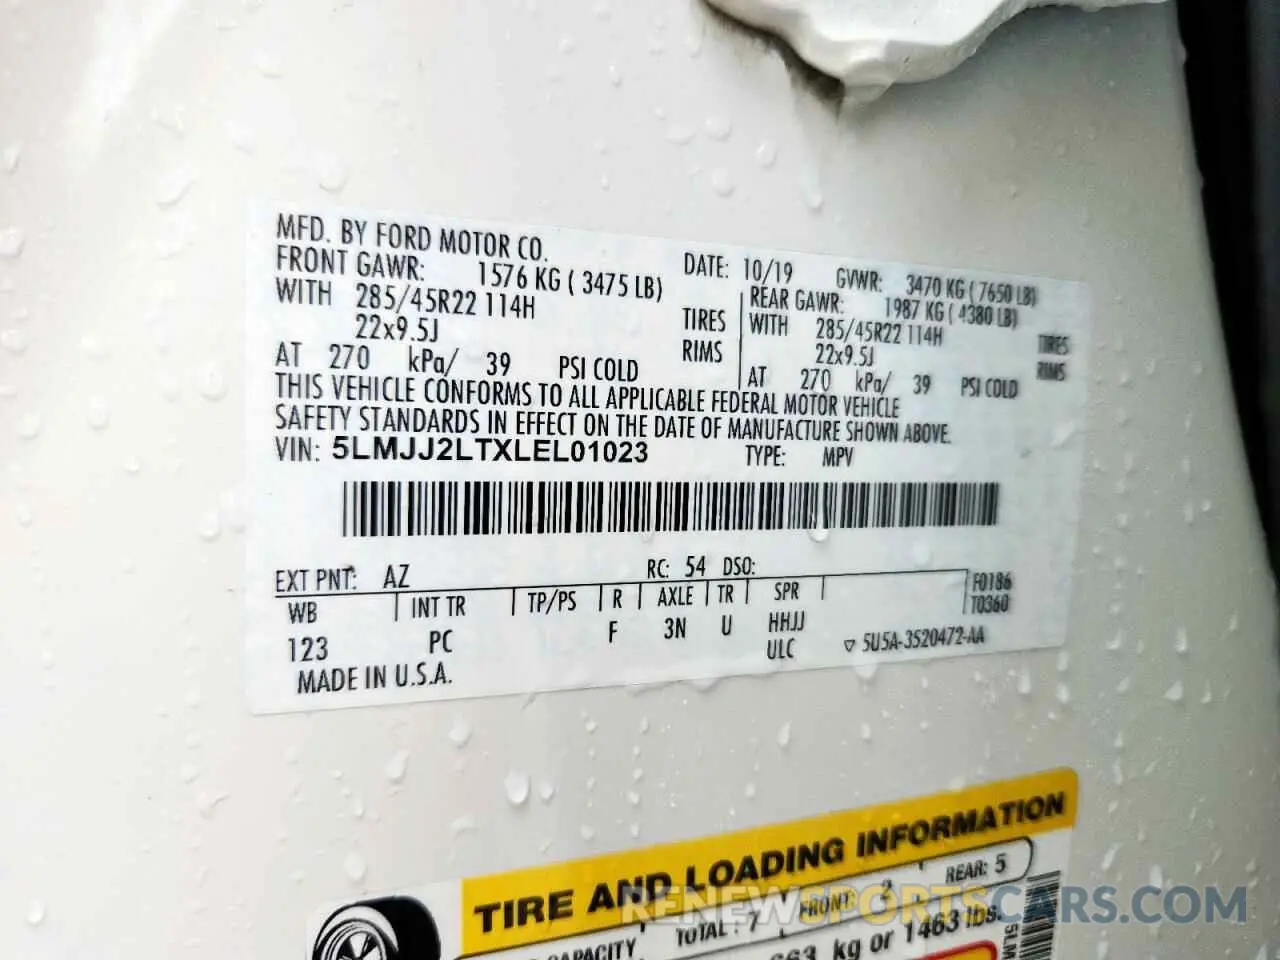 MFD. BY FORD MOTOR CO.
DATE: 10/19 GVWR: 3470 KG ( 7650 LB)
FRONT GAWR: 1576 KG ( 3475 LB)
REAR GAWR: 1987 KG ( 4380 LB)
WITH 285/45R22 114H TIRES
WITH 285/45R22 114H TIRES
22x9.5J RIMS
22x9.5J RIMS
AT 270 kPa/ 39 PSI COLD
AT 270 kPa/ 39 PSI COLD
THIS VEHICLE CONFORMS TO ALL APPLICABLE FEDERAL MOTOR VEHICLE
SAFETY STANDARDS IN EFFECT ON THE DATE OF MANUFACTURE SHOWN ABOVE.
VIN: 5LMJJ2LTXLEL01023 TYPE: MPV
EXT PNT: AZ RC: 54 DSO:
WB INT TR TP/PS R AXLE TR SPR F0186
T0360
123 PC F 3N U HHJJ
ULC ▽ 5U5A-3520472-AA
MADE IN U.S.A.
TIRE AND LOADING INFORMATION
CAPACITY TOTAL : 7 FRONT: 2 REAR: 5
663 kg or 1463 lbs.
5LM
RENEWSPORTSCARS.COM